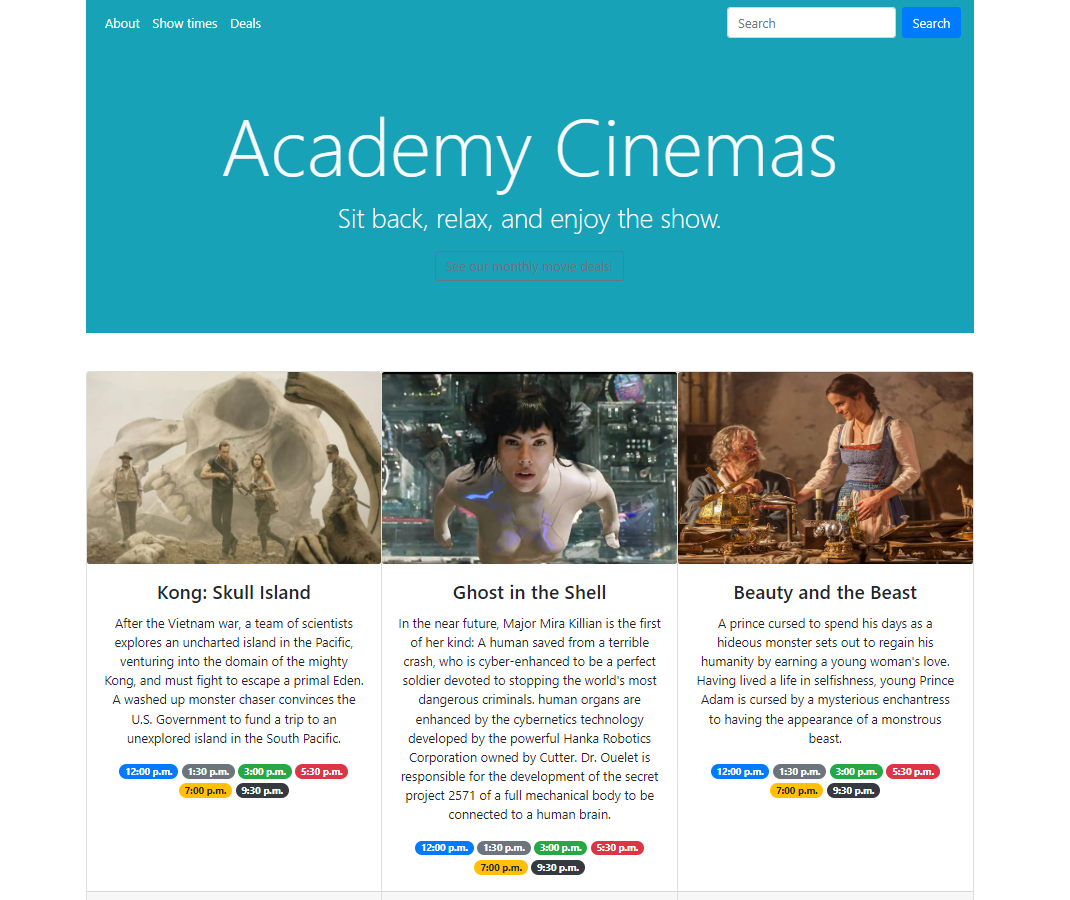 About Show times Deals Search Search
Academy Cinemas
Sit back, relax, and enjoy the show.
See our monthly movie deals!
Kong: Skull Island
After the Vietnam war, a team of scientists
explores an uncharted island in the Pacific,
venturing into the domain of the mighty
Kong, and must fight to escape a primal Eden.
A washed up monster chaser convinces the
U.S. Government to fund a trip to an
unexplored island in the South Pacific.
12:00 p.m. 1:30 p.m. 3:00 p.m. 5:30 p.m.
7:00 p.m. 9:30 p.m.
Ghost in the Shell
In the near future, Major Mira Killian is the first
of her kind: A human saved from a terrible
crash, who is cyber-enhanced to be a perfect
soldier devoted to stopping the world's most
dangerous criminals. human organs are
enhanced by the cybernetics technology
developed by the powerful Hanka Robotics
Corporation owned by Cutter. Dr. Ouelet is
responsible for the development of the secret
project 2571 of a full mechanical body to be
connected to a human brain.
12:00 p.m. 1:30 p.m. 3:00 p.m. 5:30 p.m.
7:00 p.m. 9:30 p.m.
Beauty and the Beast
A prince cursed to spend his days as a
hideous monster sets out to regain his
humanity by earning a young woman's love.
Having lived a life in selfishness, young Prince
Adam is cursed by a mysterious enchantress
to having the appearance of a monstrous
beast.
12:00 p.m. 1:30 p.m. 3:00 p.m. 5:30 p.m.
7:00 p.m. 9:30 p.m.